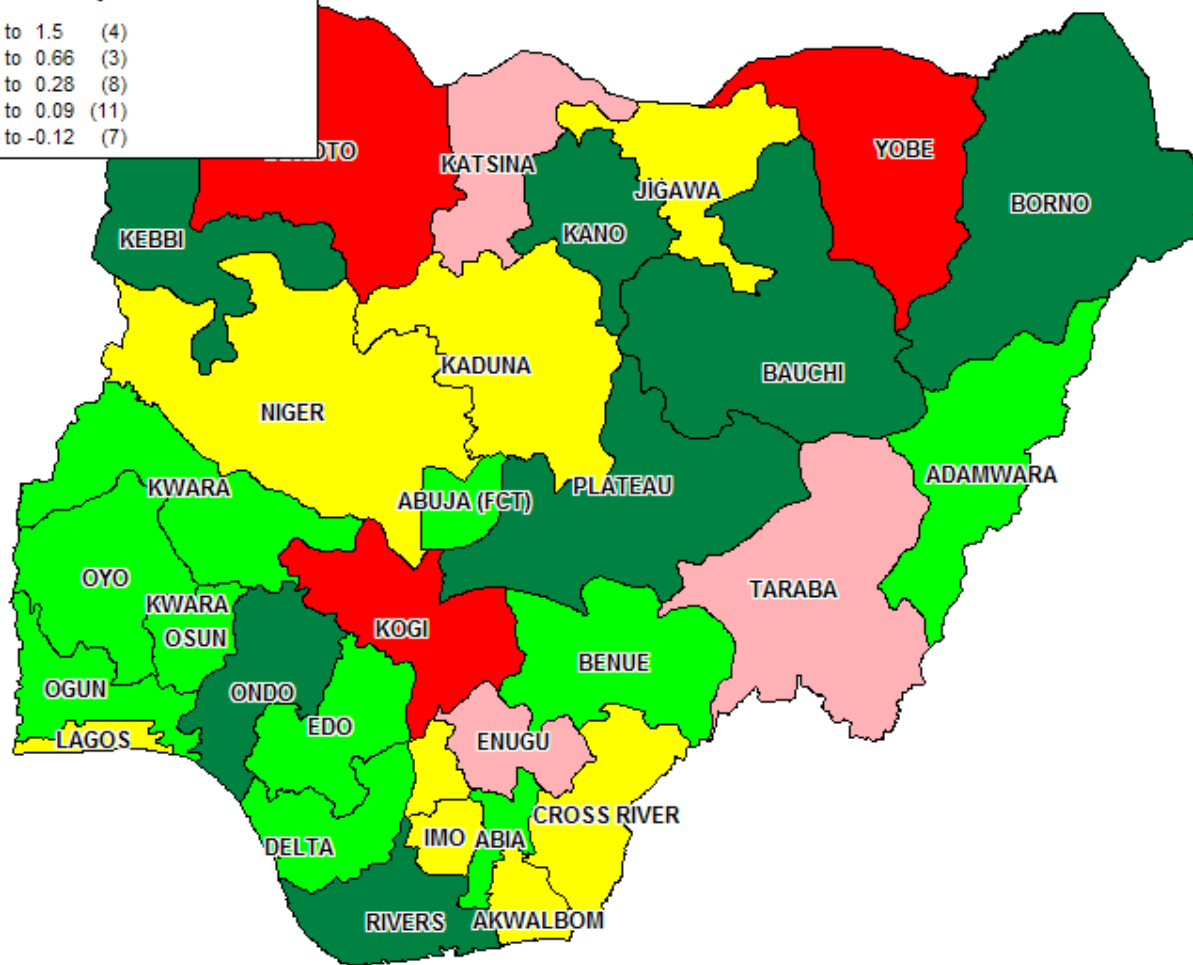 to 1.5 (4)
to 0.66 (3)
to 0.28 (8)
to 0.09 (11)
to -0.12 (7)
KATSINA
YOBE
JIGAWA
BORNO
KEBBI
KANO
KADUNA
BAUCHI
NIGER
ADAMWARA
KWARA
ABUJA (FCT)
PLATEAU
OYO
TARABA
KWARA
OSUN
KOGI
BENUE
OGUN
ONDO
EDO
LAGOS
ENUGU
CROSS RIVER
IMO
ABIA
DELTA
RIVERS
AKWALBOM